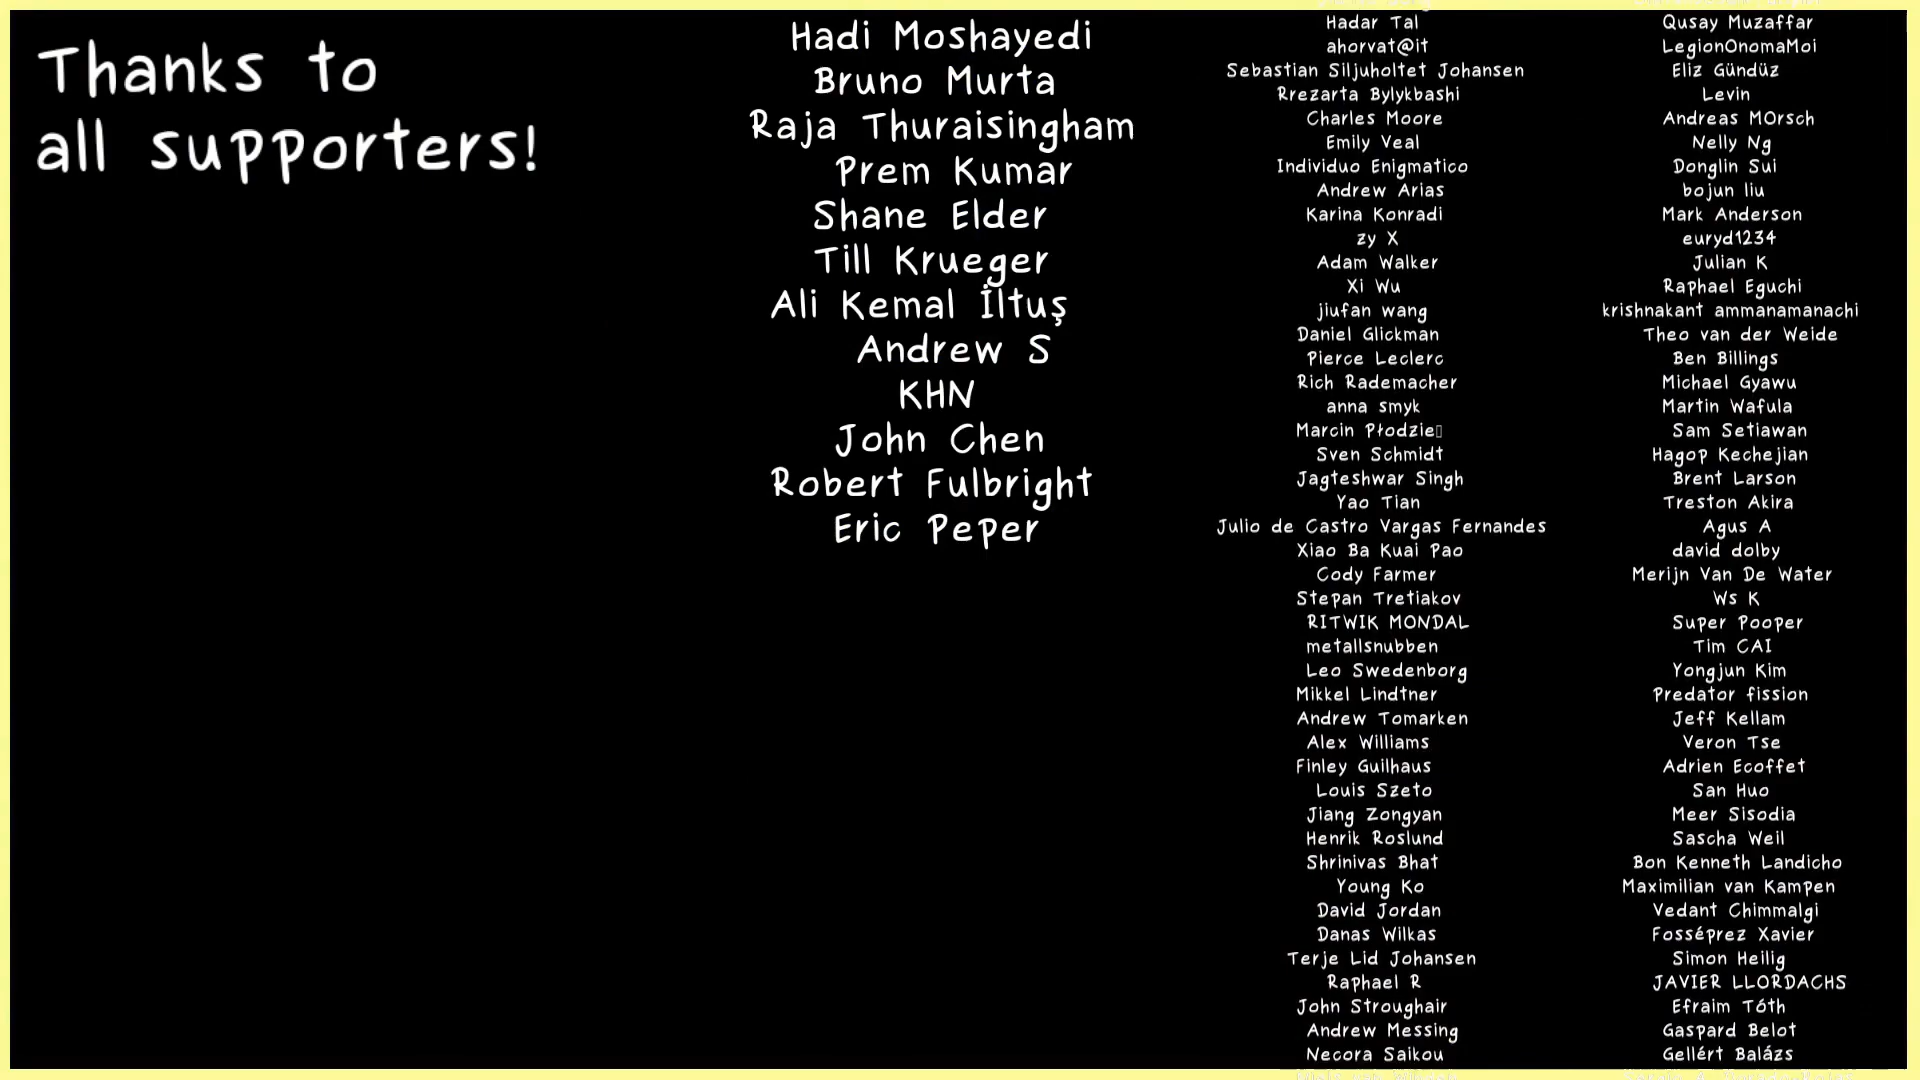 Thanks to
all supporters!
Hadi Moshayedi
Bruno Murta
Raja Thuraisingham
Prem Kumar
Shane Elder
Till Krueger
Ali Kemal İltuş
Andrew S
KHN
John Chen
Robert Fulbright
Eric Peper
Hadar Tal
ahorvat@it
Sebastian Siljuholtet Johansen
Rrezarta Bylykbashi
Charles Moore
Emily Veal
Individuo Enigmatico
Andrew Arias
Karina Konradi
zy X
Adam Walker
Xi Wu
jiufan wang
Daniel Glickman
Pierce Leclerc
Rich Rademacher
anna smyk
Marcin Płodzie▯
Sven Schmidt
Jagteshwar Singh
Yao Tian
Julio de Castro Vargas Fernandes
Xiao Ba Kuai Pao
Cody Farmer
Stepan Tretiakov
RITWIK MONDAL
metallsnubben
Leo Swedenborg
Mikkel Lindtner
Andrew Tomarken
Alex Williams
Finley Guilhaus
Louis Szeto
Jiang Zongyan
Henrik Roslund
Shrinivas Bhat
Young Ko
David Jordan
Danas Wilkas
Terje Lid Johansen
Raphael R
John Stroughair
Andrew Messing
Necora Saikou
Qusay Muzaffar
LegionOnomaMoi
Eliz Gündüz
Levin
Andreas MOrsch
Nelly Ng
Donglin Sui
bojun liu
Mark Anderson
euryd1234
Julian K
Raphael Eguchi
krishnakant ammanamanachi
Theo van der Weide
Ben Billings
Michael Gyawu
Martin Wafula
Sam Setiawan
Hagop Kechejian
Brent Larson
Treston Akira
Agus A
david dolby
Merijn Van De Water
Ws K
Super Pooper
Tim CAI
Yongjun Kim
Predator fission
Jeff Kellam
Veron Tse
Adrien Ecoffet
San Huo
Meer Sisodia
Sascha Weil
Bon Kenneth Landicho
Maximilian van Kampen
Vedant Chimmalgi
Fosséprez Xavier
Simon Heilig
JAVIER LLORDACHS
Efraim Tóth
Gaspard Belot
Gellért Balázs